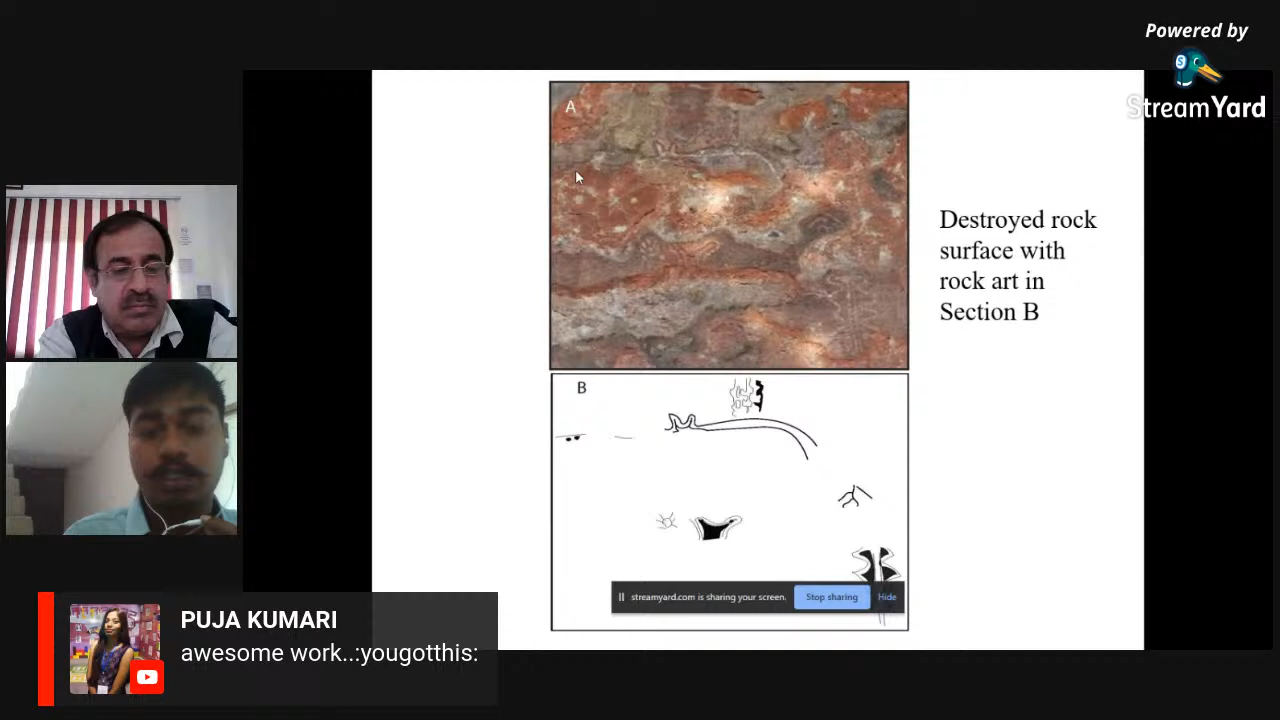 Powered by
StreamYard
A
Destroyed rock
surface with
rock art in
Section B
B
streamyard.com is sharing your screen.
Stop sharing
Hide
PUJA KUMARI
awesome work..:yougotthis: